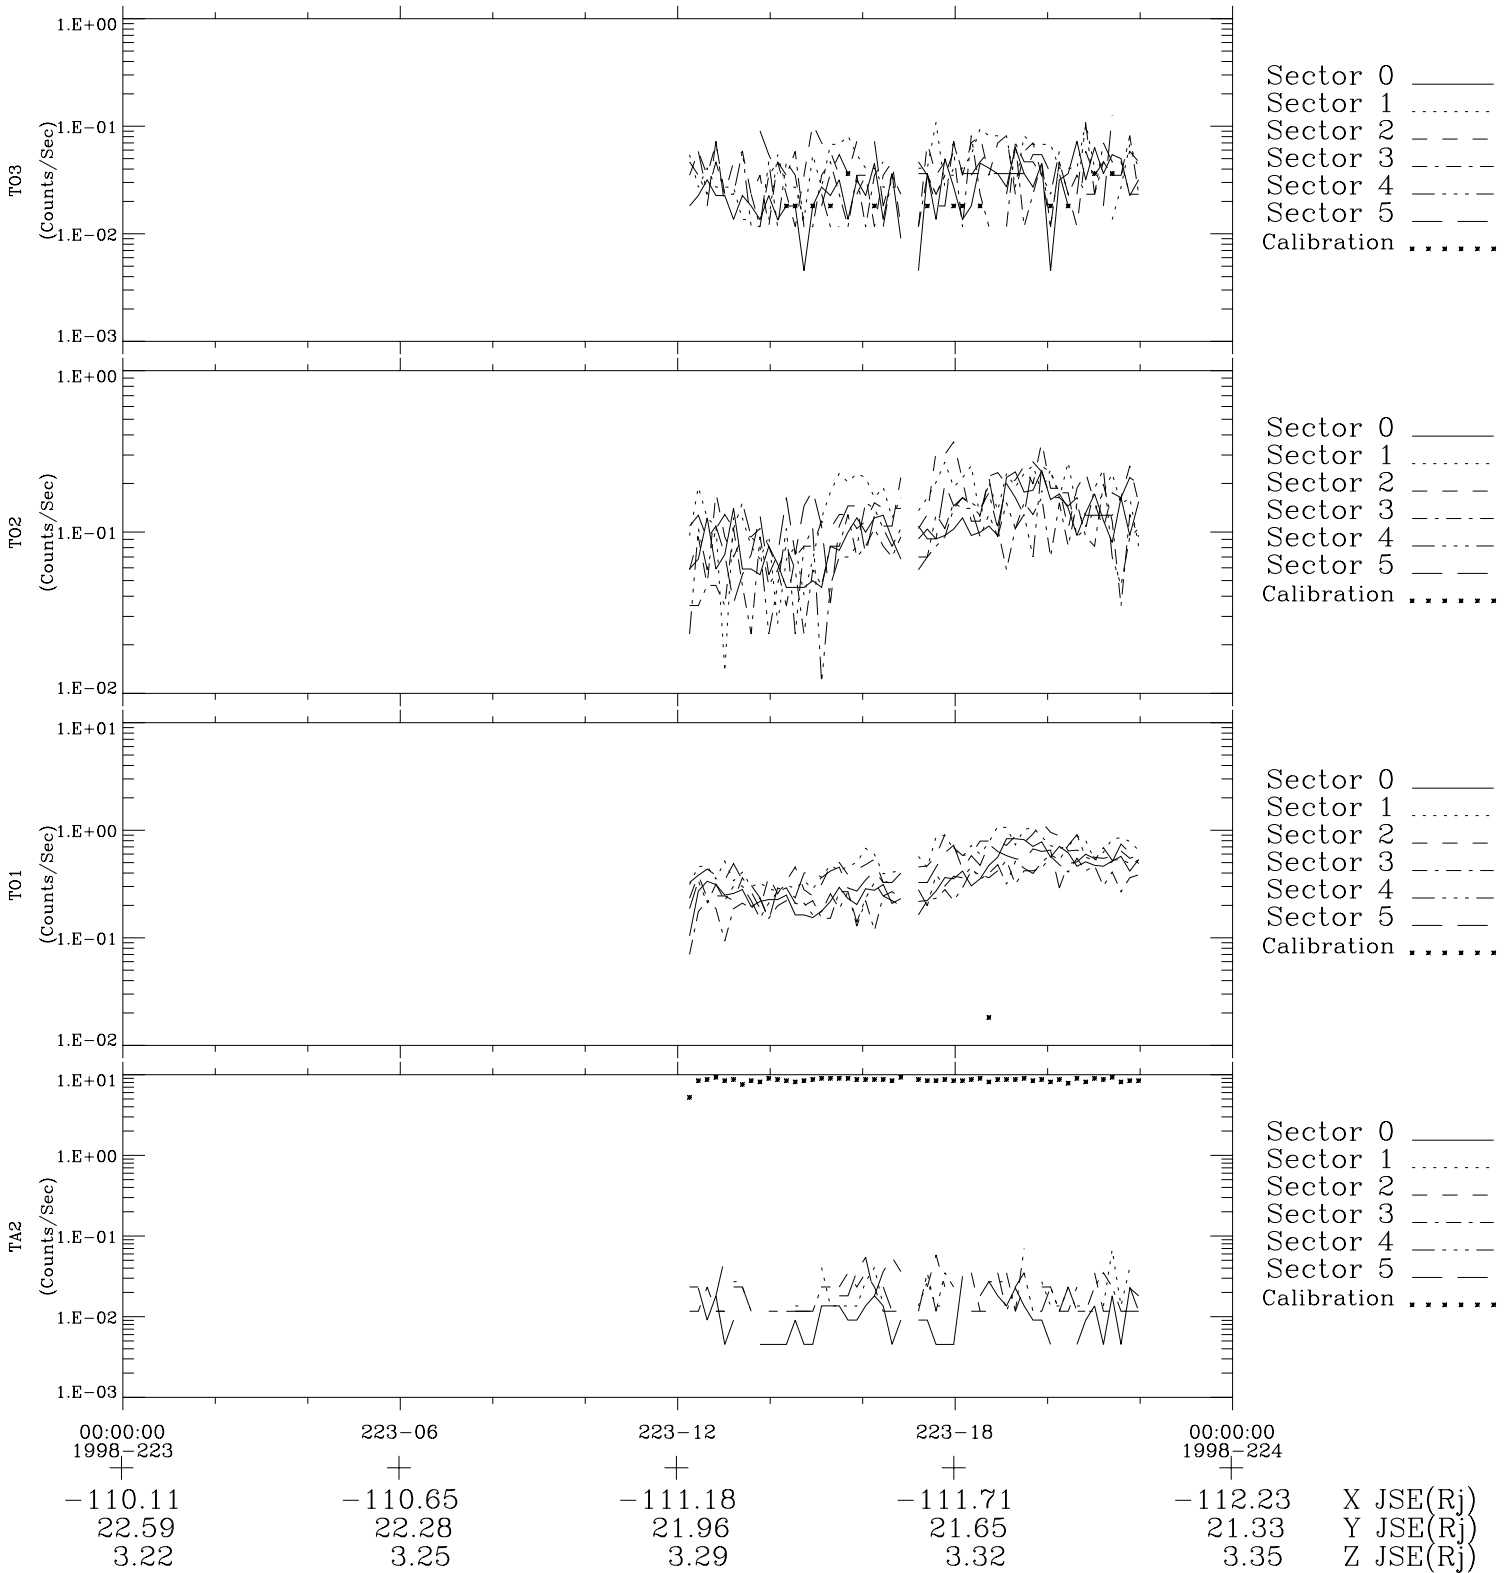 1.E+00
1.E-01
1.E-02
1.E-03
TO3
(Counts/Sec)
Sector 0
Sector 1
Sector 2
Sector 3
Sector 4
Sector 5
Calibration
1.E+00
1.E-01
1.E-02
TO2
(Counts/Sec)
Sector 0
Sector 1
Sector 2
Sector 3
Sector 4
Sector 5
Calibration
1.E+01
1.E+00
1.E-01
1.E-02
TO1
(Counts/Sec)
Sector 0
Sector 1
Sector 2
Sector 3
Sector 4
Sector 5
Calibration
1.E+01
1.E+00
1.E-01
1.E-02
1.E-03
TA2
(Counts/Sec)
Sector 0
Sector 1
Sector 2
Sector 3
Sector 4
Sector 5
Calibration
00:00:00 223-06 223-12 223-18 00:00:00
1998-223 1998-224
-110.11 -110.65 -111.18 -111.71 -112.23 X JSE(Rj)
22.59 22.28 21.96 21.65 21.33 Y JSE(Rj)
3.22 3.25 3.29 3.32 3.35 Z JSE(Rj)